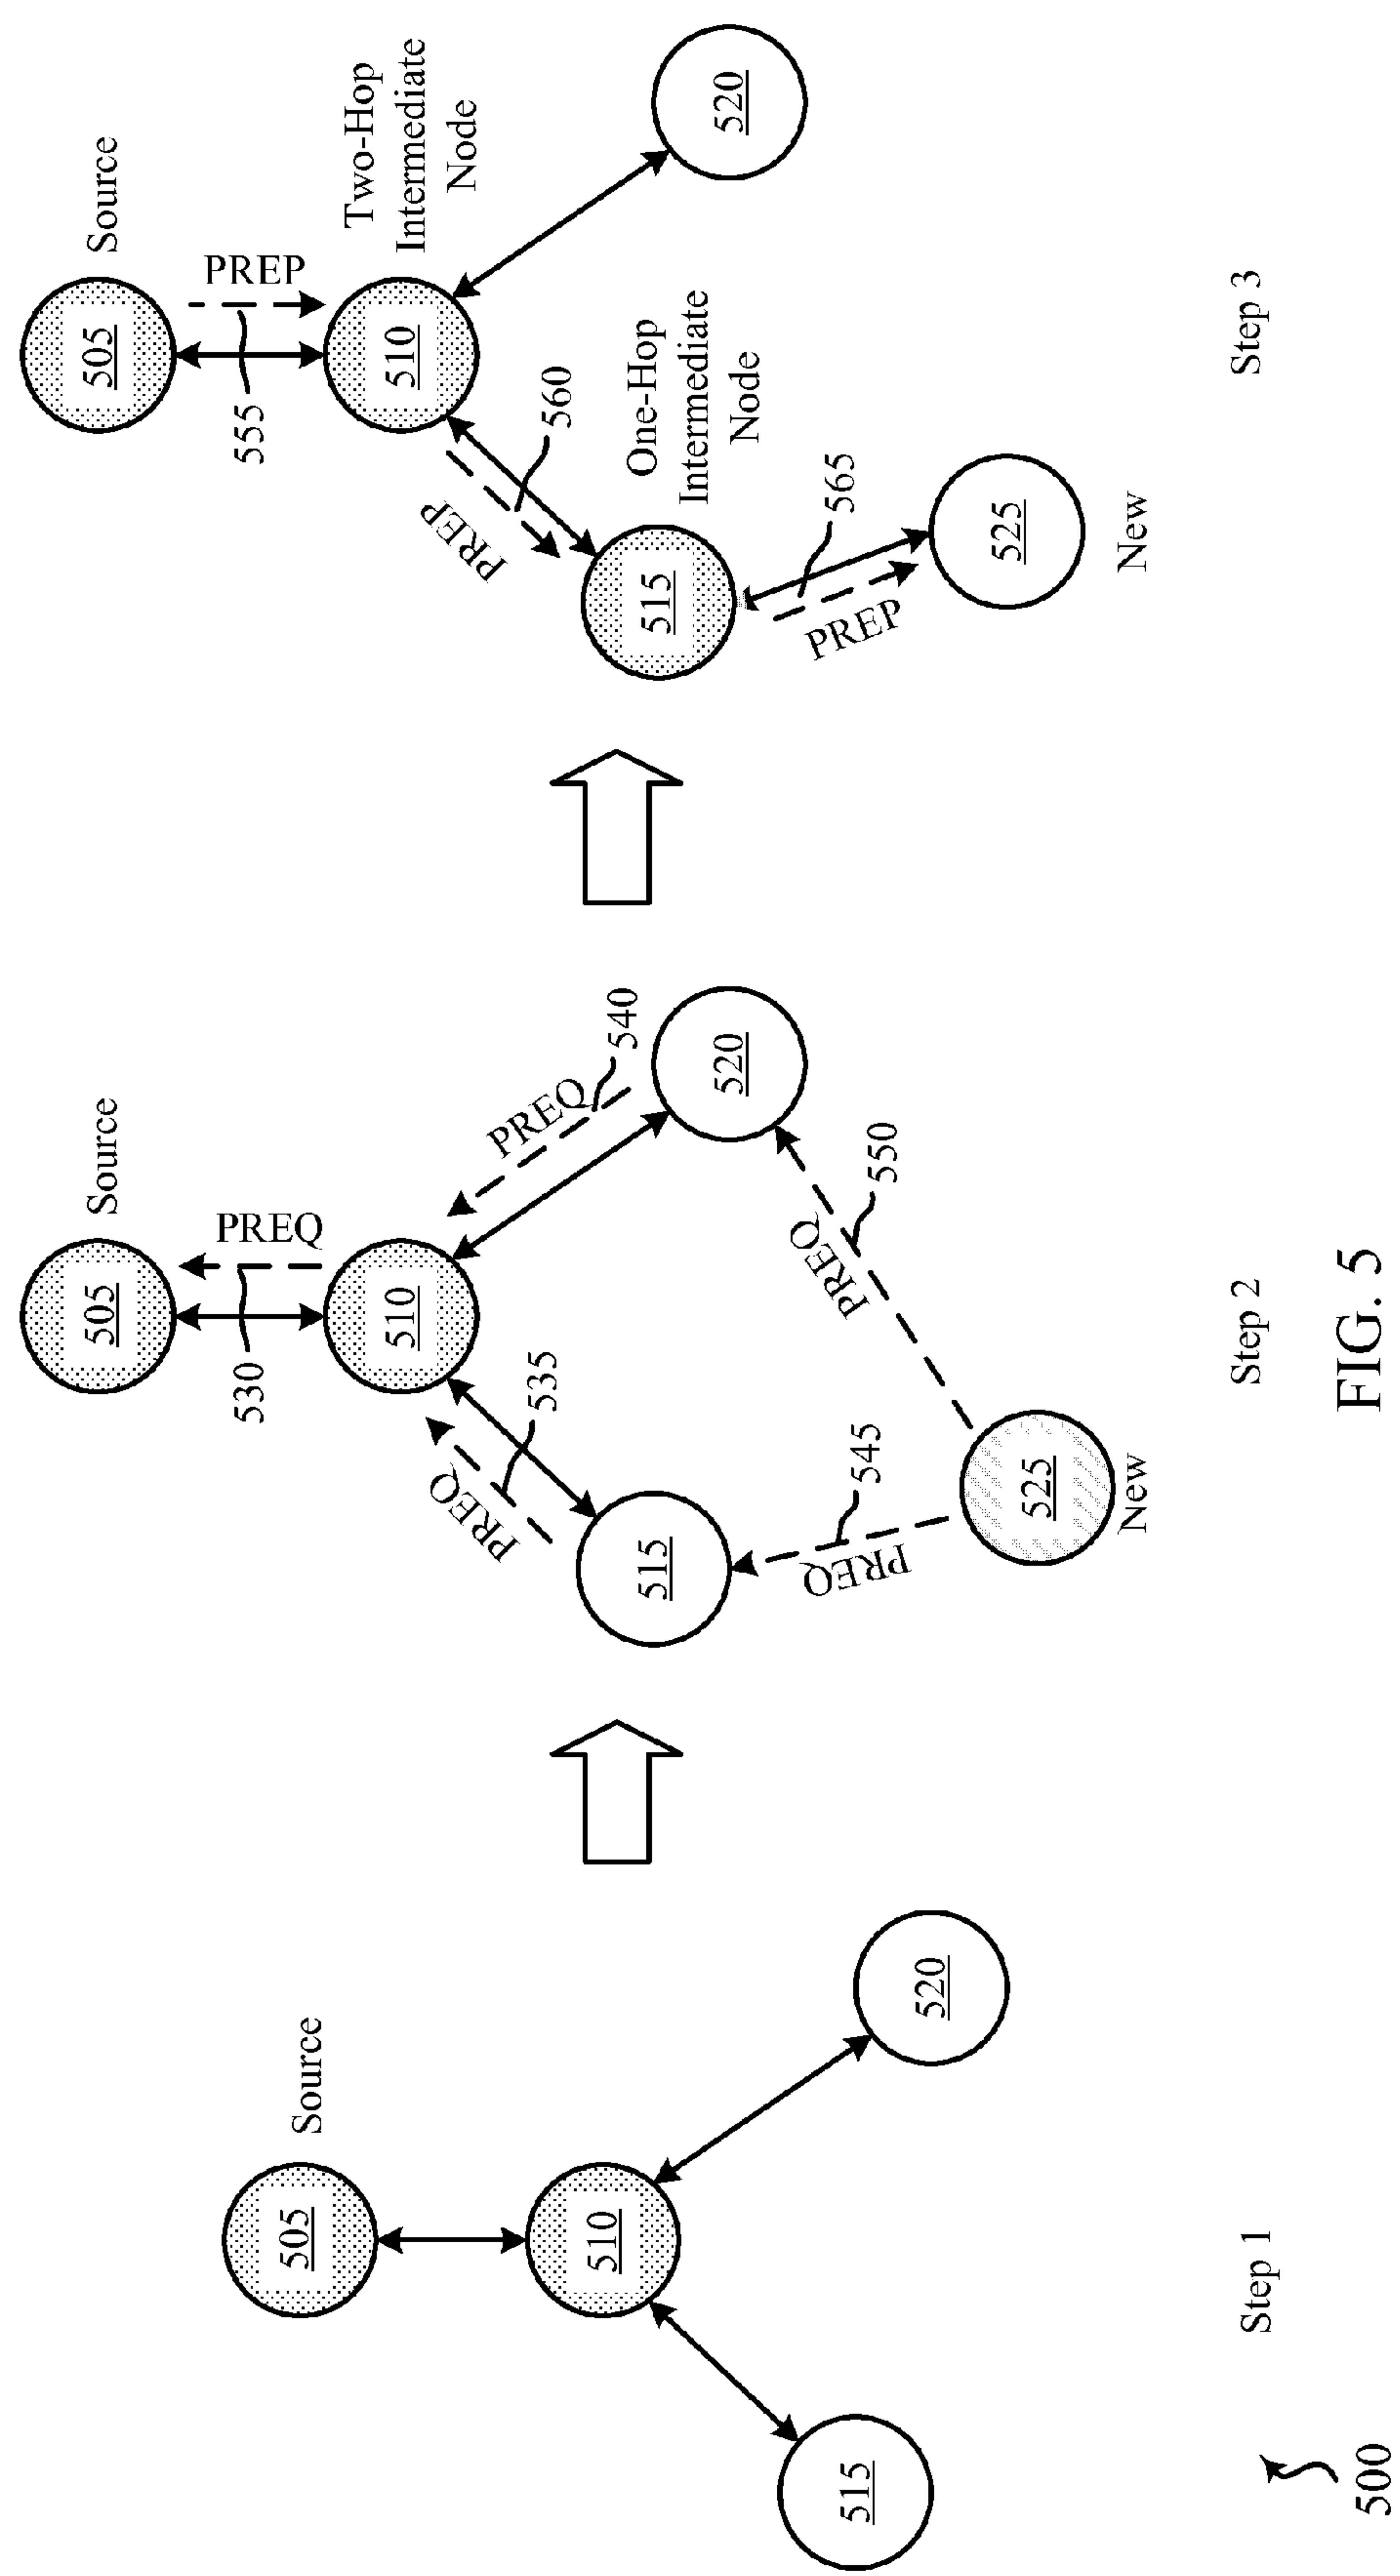 Source
505
510
515
520
Step 1
500
Source
505
PREQ
530
510
PREQ
535
PREQ
540
515
520
PREQ
545
PREQ
550
525
New
Step 2
Source
505
PREP
555
510
Two-Hop
Intermediate
Node
PREP
560
520
515
One-Hop
Intermediate
Node
PREP
565
525
New
Step 3
FIG. 5